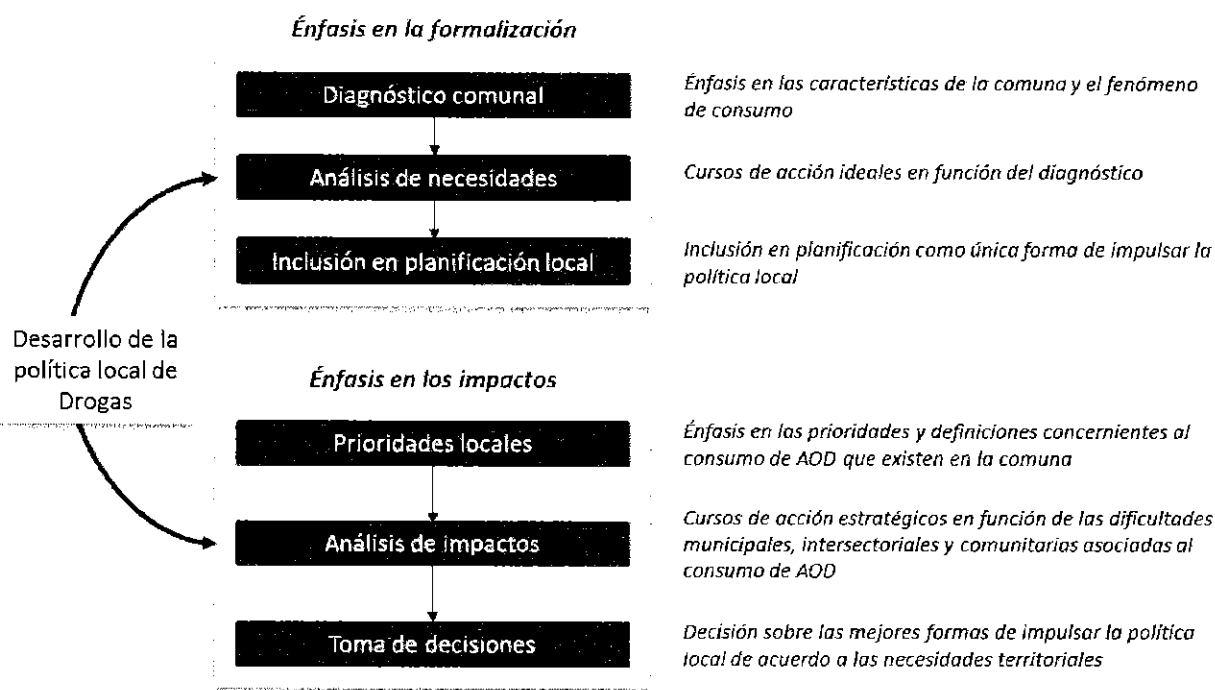 Énfasis en la formalización
Diagnóstico comunal
Énfasis en las características de la comuna y el fenómeno
de consumo
Análisis de necesidades
Cursos de acción ideales en función del diagnóstico
Inclusión en planificación local
Inclusión en planificación como única forma de impulsar la
política local
Desarrollo de la
política local de
Drogas
Énfasis en los impactos
Prioridades locales
Énfasis en las prioridades y definiciones concernientes al
consumo de AOD que existen en la comuna
Análisis de impactos
Cursos de acción estratégicos en función de las dificultades
municipales, intersectoriales y comunitarias asociadas al
consumo de AOD
Toma de decisiones
Decisión sobre las mejores formas de impulsar la política
local de acuerdo a las necesidades territoriales